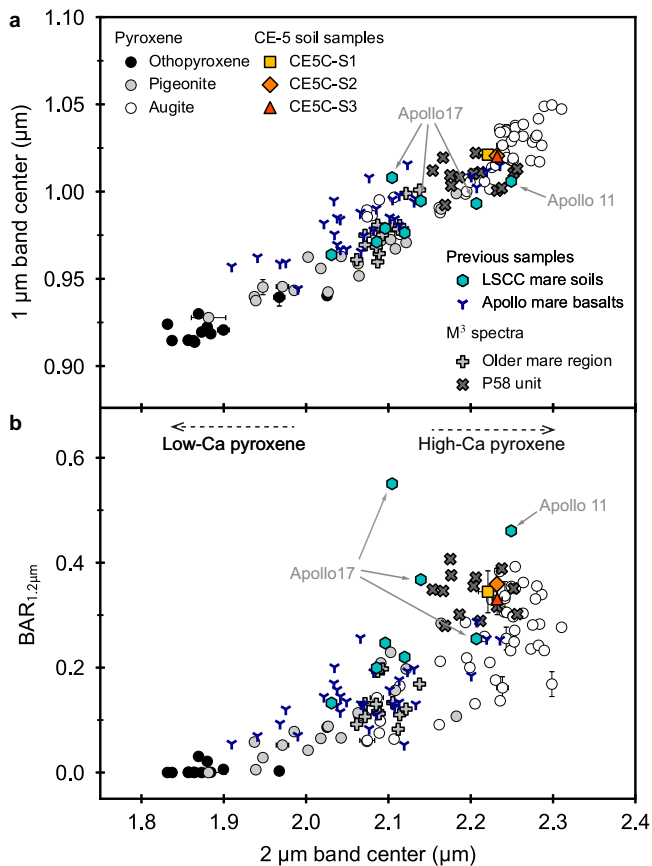 a
Pyroxene
CE-5 soil samples
Othopyroxene
CE5C-S1
Pigeonite
CE5C-S2
Augite
CE5C-S3
Apollo17
Apollo 11
Previous samples
LSCC mare soils
Apollo mare basalts
M³ spectra
Older mare region
P58 unit
1.10
1.05
1.00
0.95
0.90
1 μm band center (μm)
b
Low-Ca pyroxene
High-Ca pyroxene
Apollo 11
Apollo17
0.6
0.4
0.2
0.0
BAR1.2μm
1.8
1.9
2.0
2.1
2.2
2.3
2.4
2 μm band center (μm)